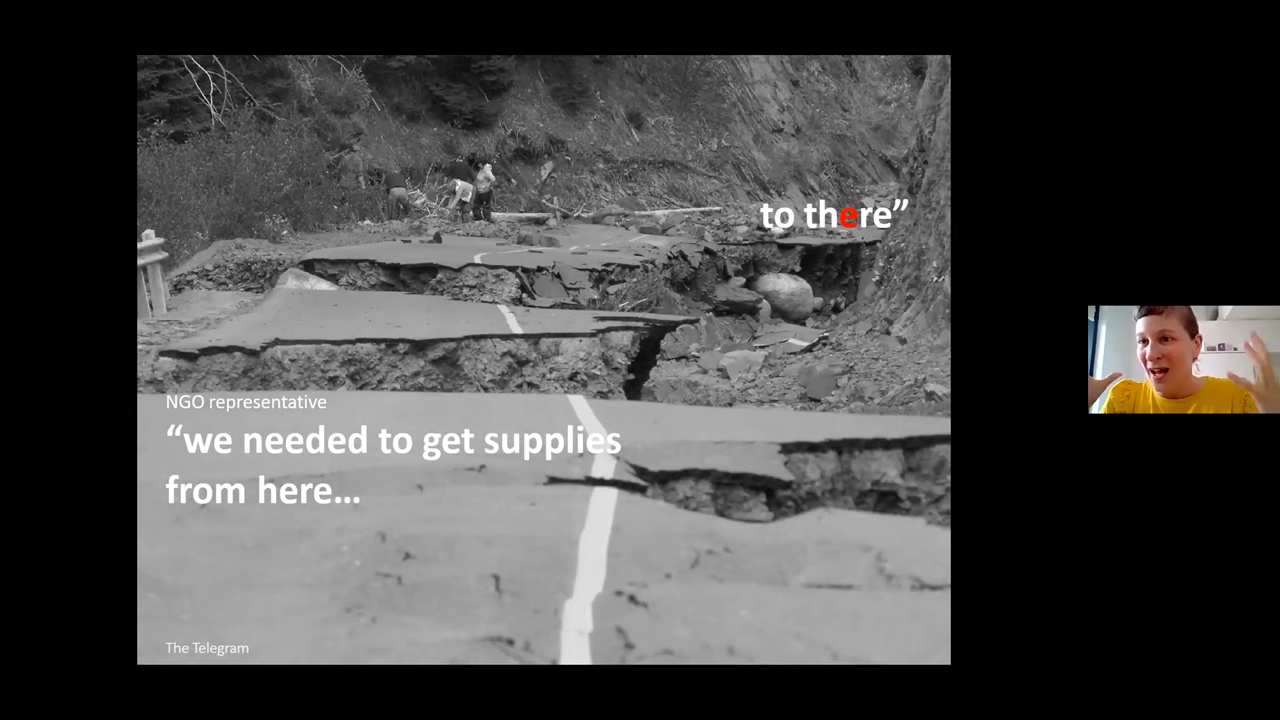 to there”
NGO representative
“we needed to get supplies
from here…
The Telegram